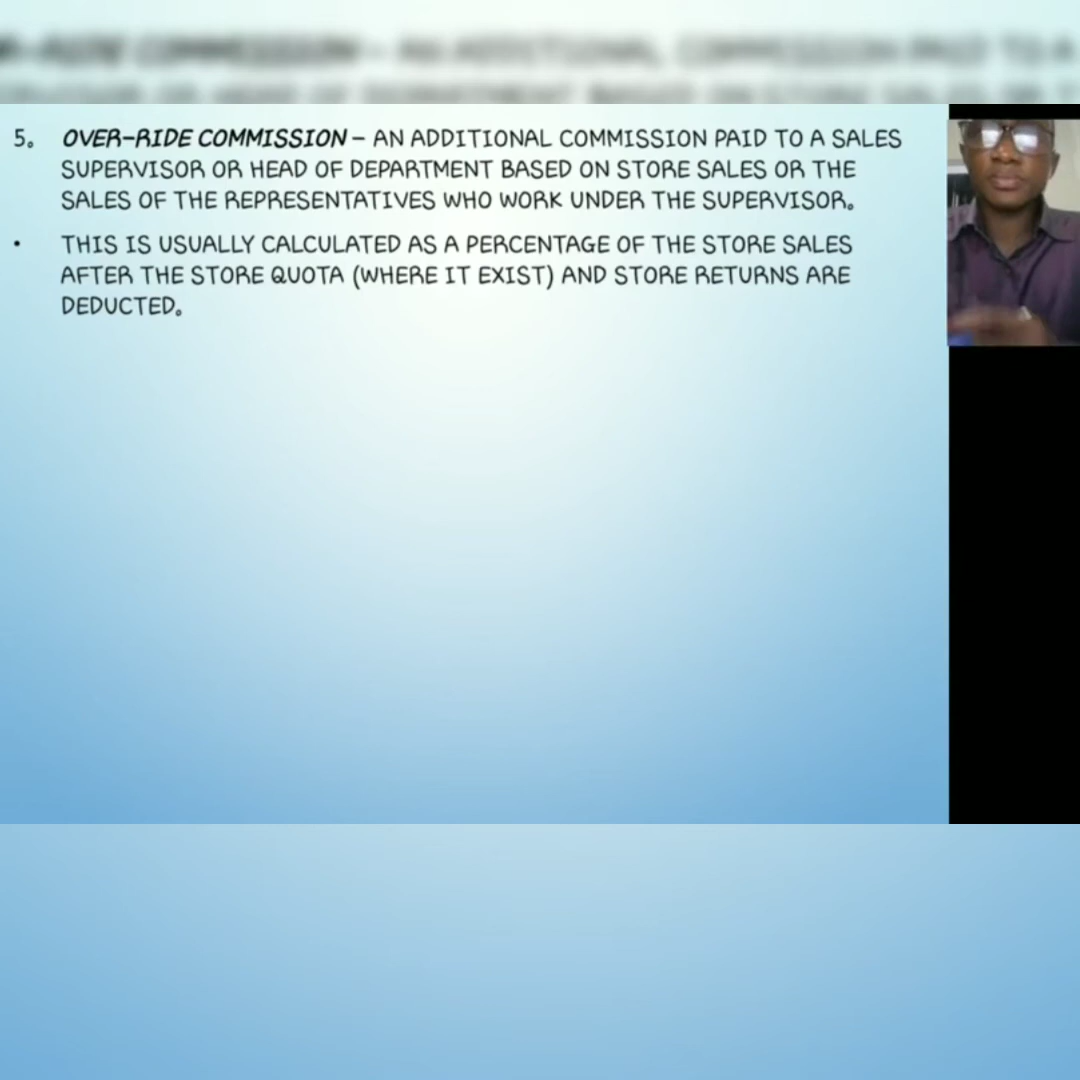 5. OVER-RIDE COMMISSION – AN ADDITIONAL COMMISSION PAID TO A SALES
SUPERVISOR OR HEAD OF DEPARTMENT BASED ON STORE SALES OR THE
SALES OF THE REPRESENTATIVES WHO WORK UNDER THE SUPERVISOR.
• THIS IS USUALLY CALCULATED AS A PERCENTAGE OF THE STORE SALES
AFTER THE STORE QUOTA (WHERE IT EXIST) AND STORE RETURNS ARE
DEDUCTED.